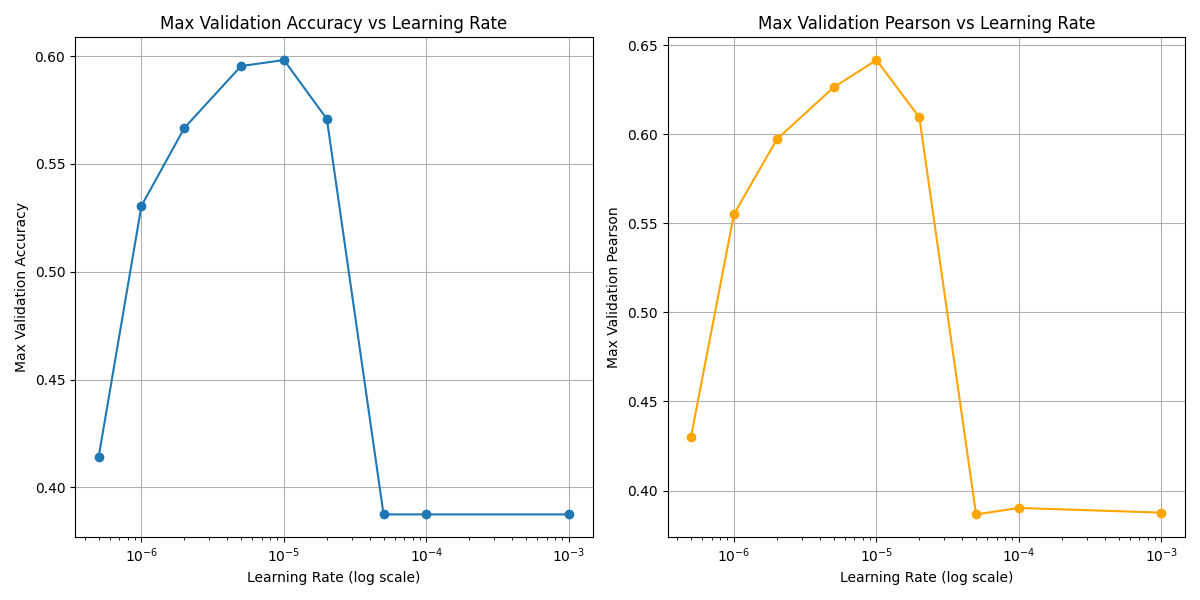 Max Validation Accuracy vs Learning Rate
Max Validation Accuracy
0.60
0.55
0.50
0.45
0.40
10⁻⁶ 10⁻⁵ 10⁻⁴ 10⁻³
Learning Rate (log scale)
Max Validation Pearson vs Learning Rate
Max Validation Pearson
0.65
0.60
0.55
0.50
0.45
0.40
10⁻⁶ 10⁻⁵ 10⁻⁴ 10⁻³
Learning Rate (log scale)